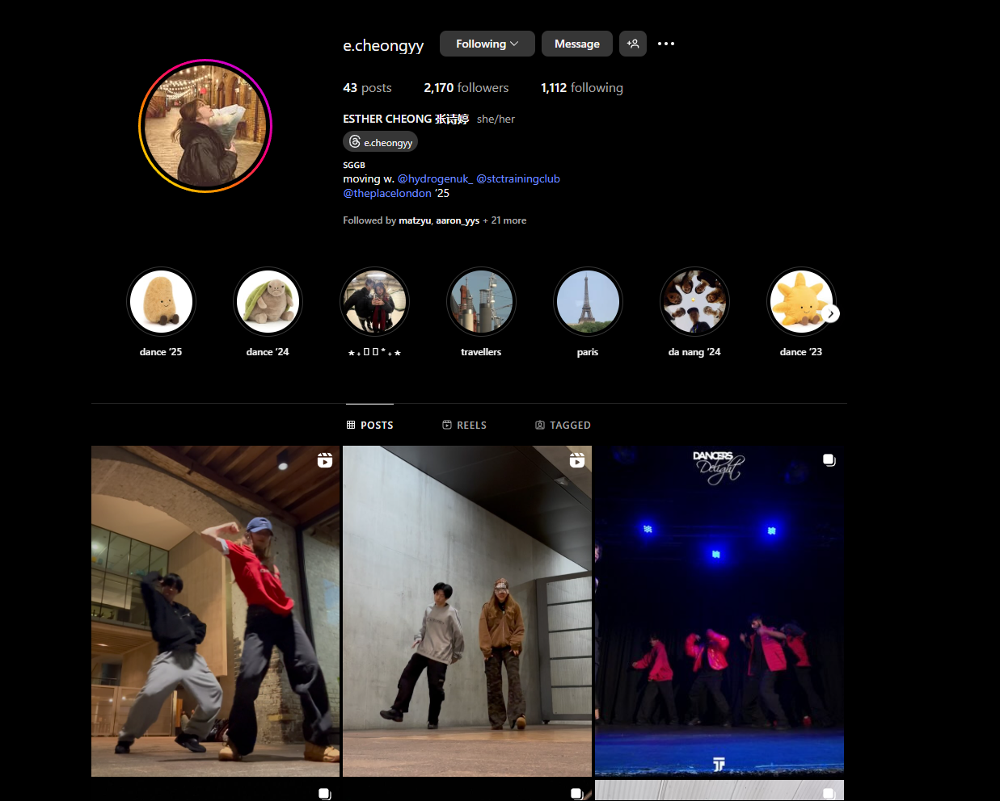 e.cheongyy Following Message
43 posts 2,170 followers 1,112 following
ESTHER CHEONG 张诗婷 she/her
e.cheongyy
SGGB
moving w. @hydrogenuk_ @stctrainingclub
@theplacelondon ‘25
Followed by matzyu, aaron_yys + 21 more
dance ‘25 dance ‘24 ★ ₊ ▯ ▯ * ₊ ★ travellers paris da nang ‘24 dance ‘23
POSTS REELS TAGGED
DANCERS
Delight